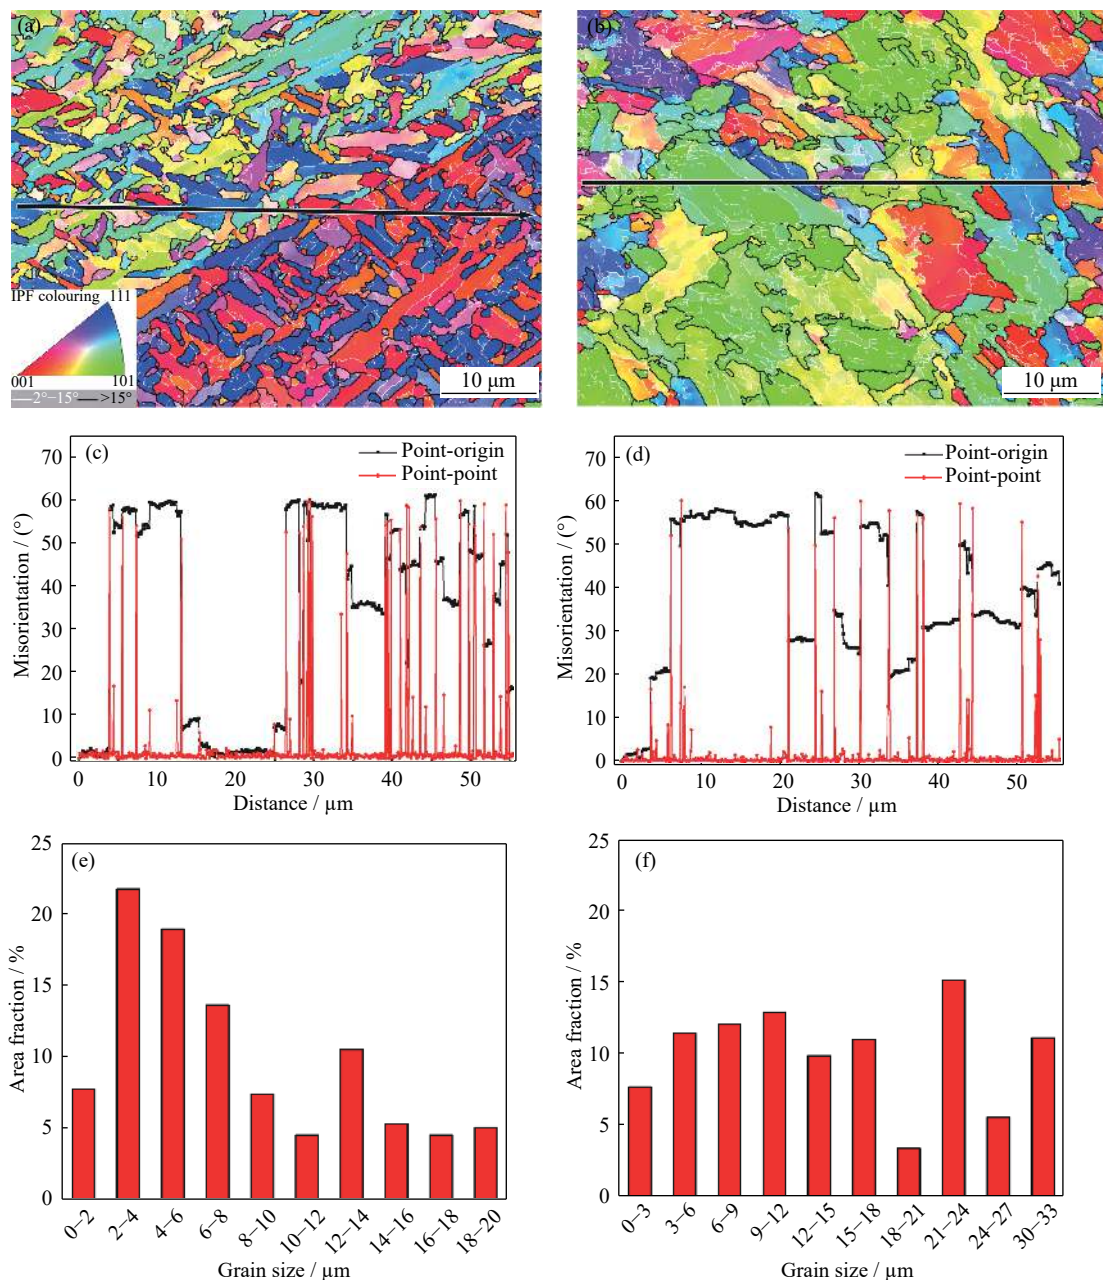 (a)
IPF colouring 111
001 101
2°−15° >15°
10 µm
(b)
10 µm
(c)
Point-origin
Point-point
70
60
50
40
30
20
10
0
Misorientation / (°)
0 10 20 30 40 50
Distance / µm
(d)
Point-origin
Point-point
70
60
50
40
30
20
10
0
Misorientation / (°)
0 10 20 30 40 50
Distance / µm
(e)
25
20
15
10
5
0
Area fraction / %
0−2 2−4 4−6 6−8 8−10 10−12 12−14 14−16 16−18 18−20
Grain size / µm
(f)
25
20
15
10
5
0
Area fraction / %
0−3 3−6 6−9 9−12 12−15 15−18 18−21 21−24 24−27 30−33
Grain size / µm